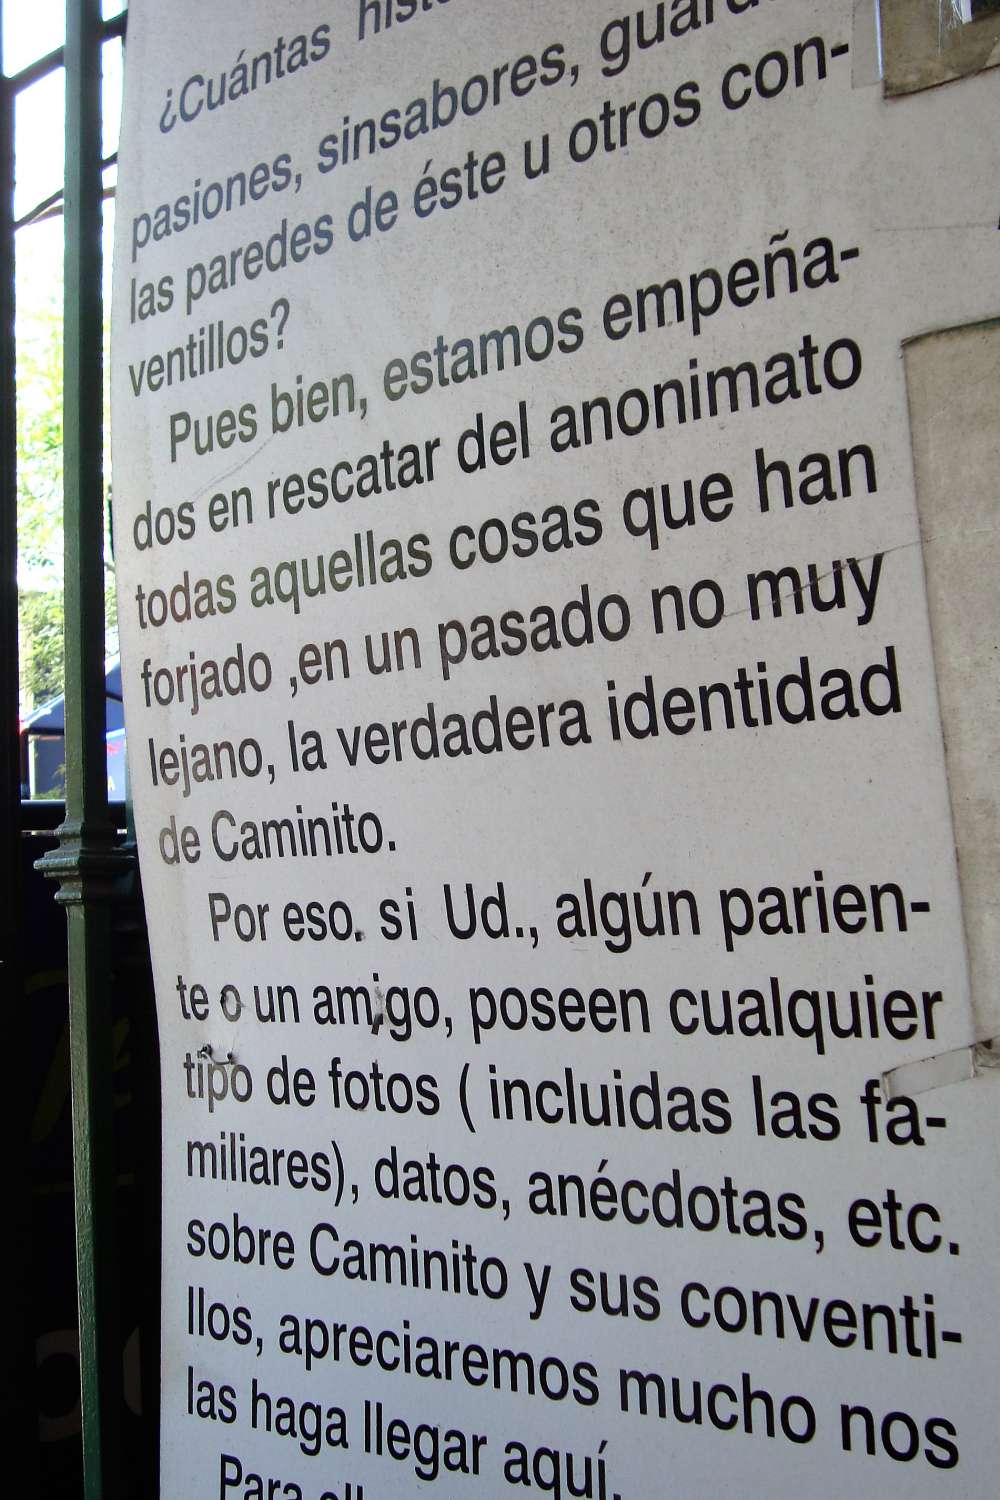 ¿Cuántas
pasiones, sinsabores,
las paredes de éste u otros con-
ventillos?
Pues bien, estamos empeña-
dos en rescatar del anonimato
todas aquellas cosas que han
forjado ,en un pasado no muy
lejano, la verdadera identidad
de Caminito.
Por eso. si Ud., algún parien-
te o un amigo, poseen cualquier
tipo de fotos ( incluidas las fa-
miliares), datos, anécdotas, etc.
sobre Caminito y sus conventi-
llos, apreciaremos mucho nos
las haga llegar aquí.
Para